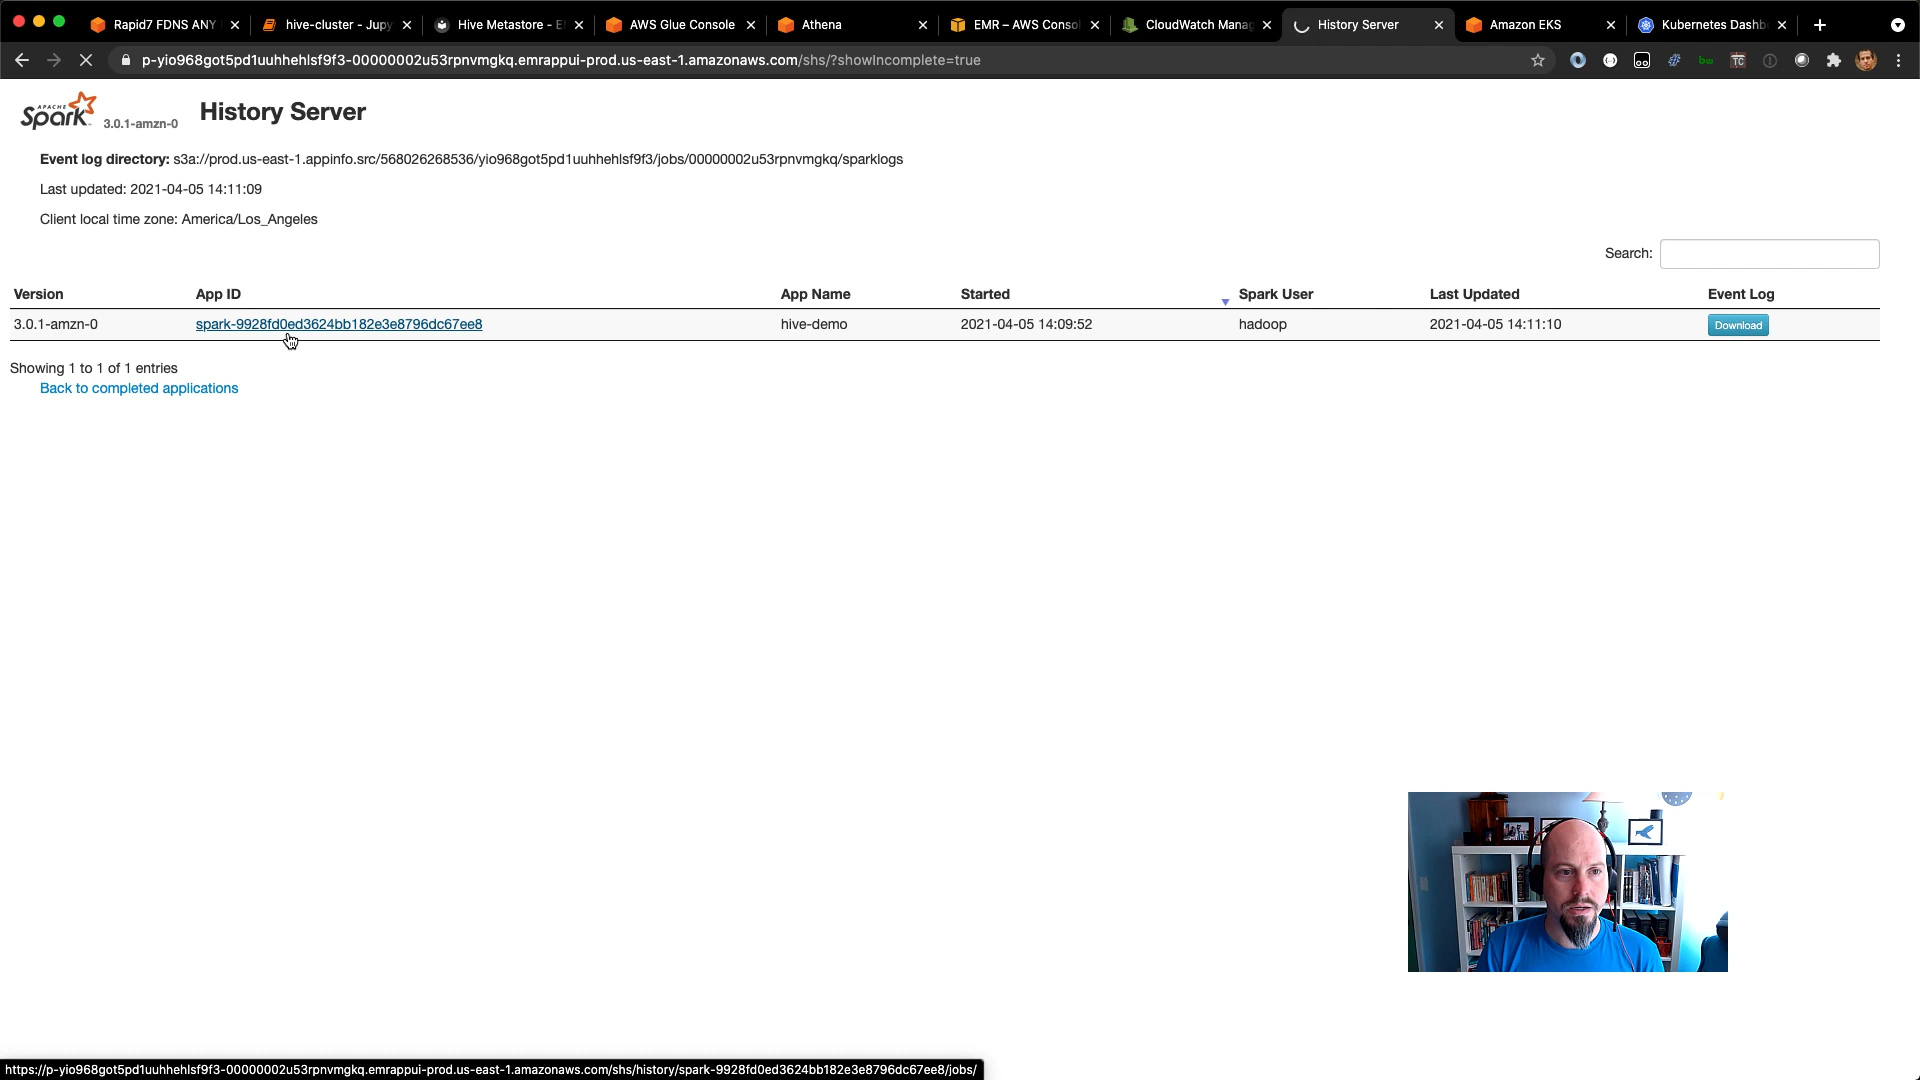 Rapid7 FDNS ANY
hive-cluster - Jupy
Hive Metastore - E
AWS Glue Console
Athena
EMR – AWS Conso
CloudWatch Manag
History Server
Amazon EKS
Kubernetes Dashb
p-yio968got5pd1uuhhehlsf9f3-00000002u53rpnvmgkq.emrappui-prod.us-east-1.amazonaws.com/shs/?showIncomplete=true
APACHE Spark 3.0.1-amzn-0 History Server
Event log directory: s3a://prod.us-east-1.appinfo.src/568026268536/yio968got5pd1uuhhehlsf9f3/jobs/00000002u53rpnvmgkq/sparklogs
Last updated: 2021-04-05 14:11:09
Client local time zone: America/Los_Angeles
Search:
Version App ID App Name Started Spark User Last Updated Event Log
3.0.1-amzn-0 spark-9928fd0ed3624bb182e3e8796dc67ee8 hive-demo 2021-04-05 14:09:52 hadoop 2021-04-05 14:11:10 Download
Showing 1 to 1 of 1 entries
Back to completed applications
https://p-yio968got5pd1uuhhehlsf9f3-00000002u53rpnvmgkq.emrappui-prod.us-east-1.amazonaws.com/shs/history/spark-9928fd0ed3624bb182e3e8796dc67ee8/jobs/